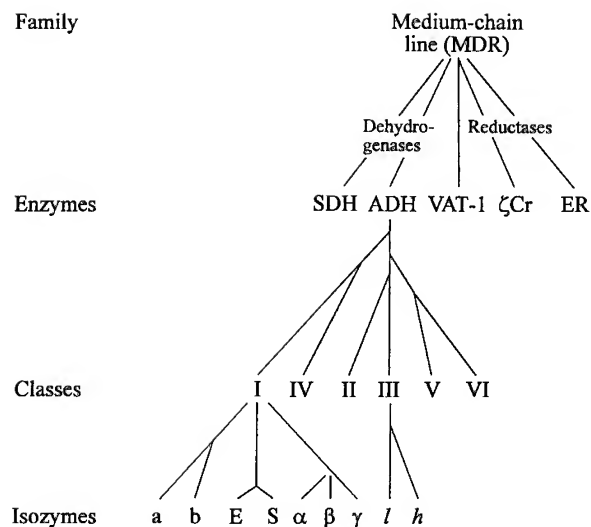 Family
Medium-chain
line (MDR)
Dehydro-
genases
Reductases
Enzymes
SDH ADH VAT-1 ζCr ER
Classes
I IV II III V VI
Isozymes
a b E S α β γ l h